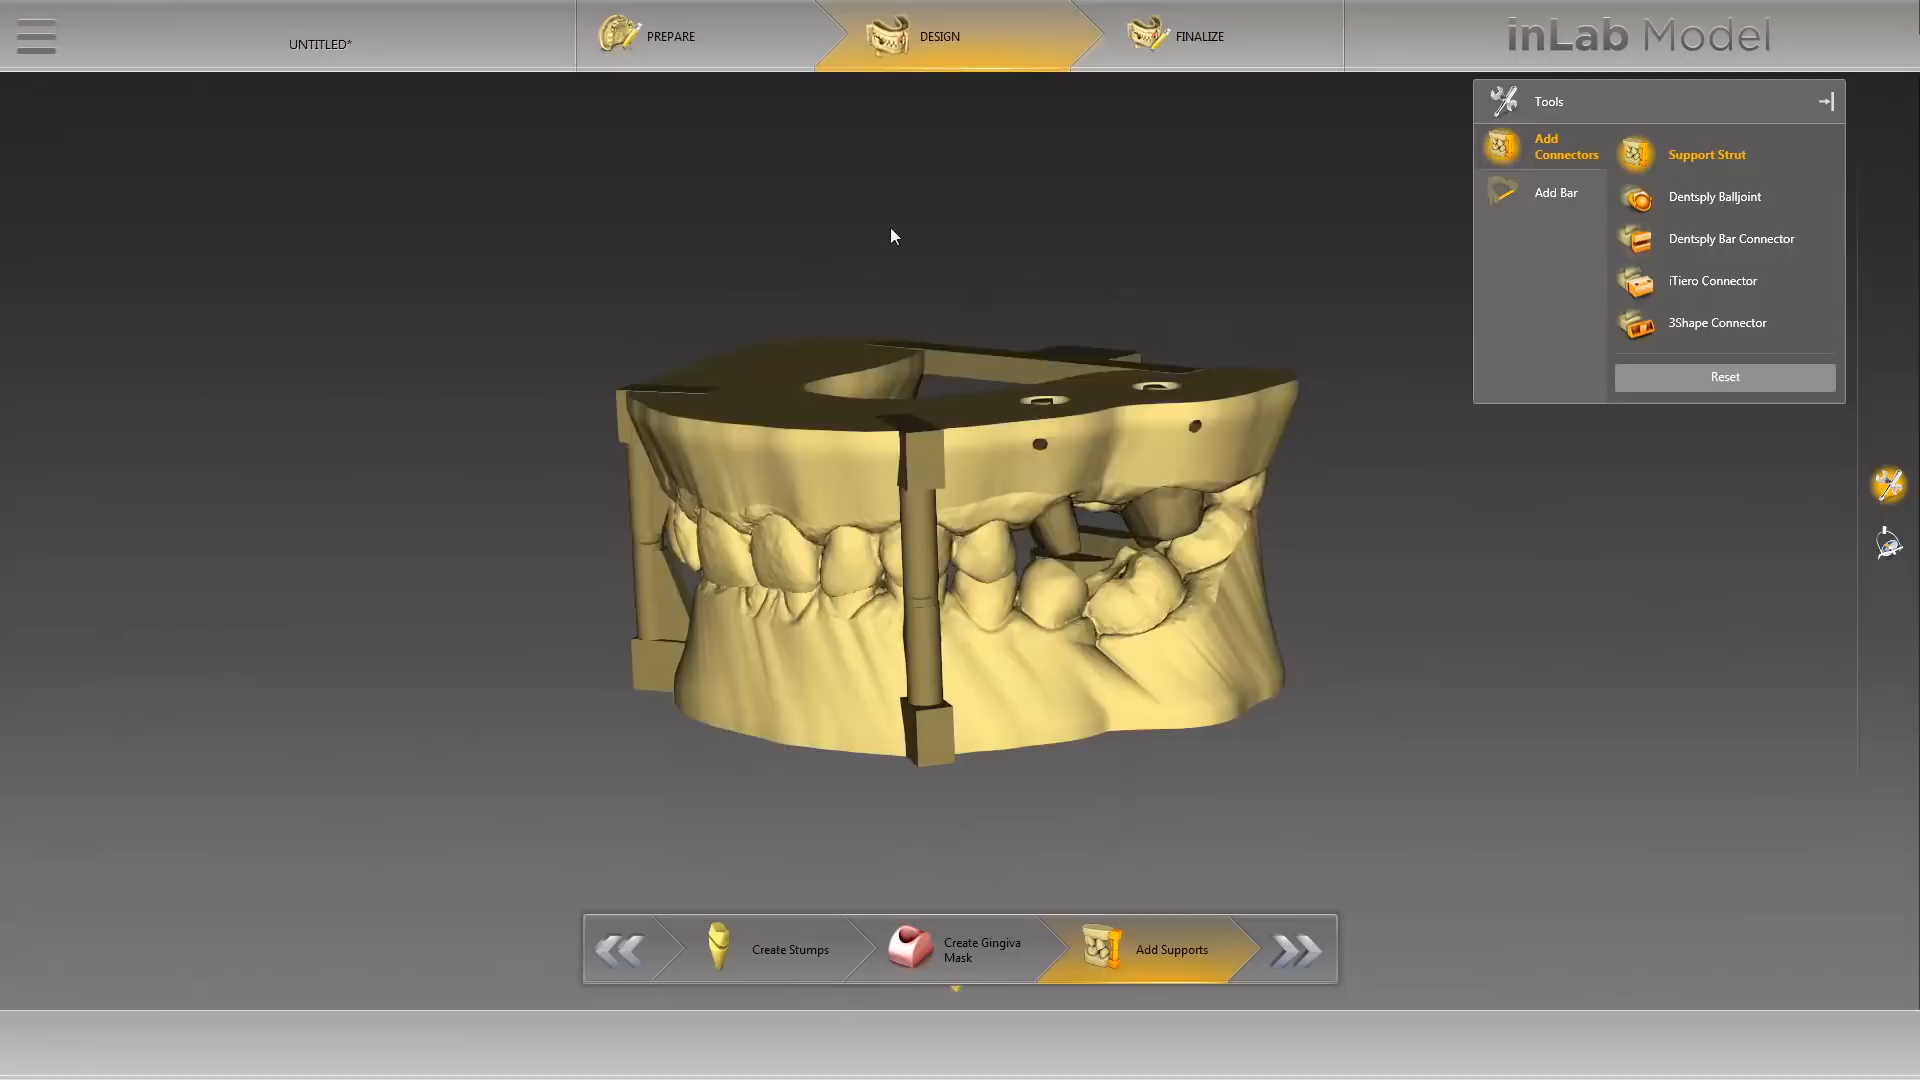 UNTITLED*
PREPARE
DESIGN
FINALIZE
inLab Model
Tools
Add
Connectors
Support Strut
Add Bar
Dentsply Balljoint
Dentsply Bar Connector
iTiero Connector
3Shape Connector
Reset
Create Stumps
Create Gingiva
Mask
Add Supports